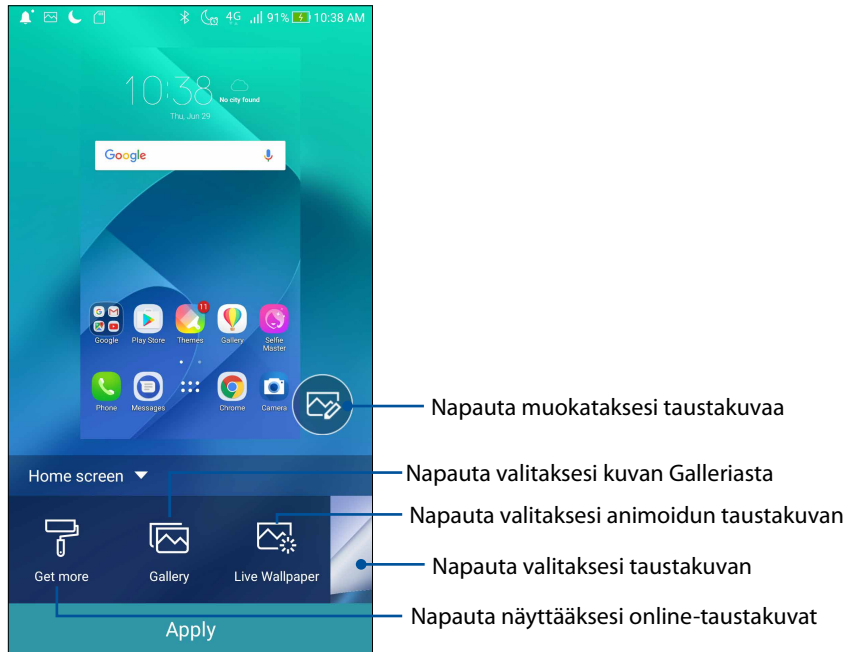 4G 91% 10:38 AM
10:38
No city found
Thu, Jun 29
Google
11
Google Play Store Themes Gallery Selfie Master
Phone Messages Chrome Camera
Napauta muokataksesi taustakuvaa
Home screen
Napauta valitaksesi kuvan Galleriasta
Napauta valitaksesi animoidun taustakuvan
Napauta valitaksesi taustakuvan
Get more Gallery Live Wallpaper
Napauta näyttääksesi online-taustakuvat
Apply